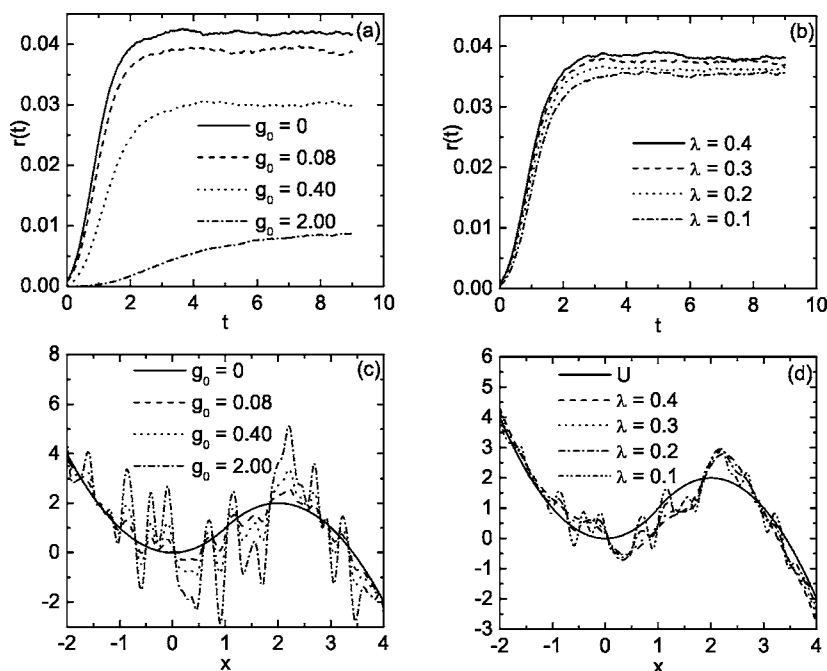 (a)
r(t)
0.04
0.03
0.02
0.01
0.00
g₀ = 0
g₀ = 0.08
g₀ = 0.40
g₀ = 2.00
0 2 4 6 8 10
t
(b)
r(t)
0.04
0.03
0.02
0.01
0.00
λ = 0.4
λ = 0.3
λ = 0.2
λ = 0.1
0 2 4 6 8 10
t
(c)
8
6
4
2
0
-2
g₀ = 0
g₀ = 0.08
g₀ = 0.40
g₀ = 2.00
-2 -1 0 1 2 3 4
x
(d)
6
5
4
3
2
1
0
-1
-2
-3
U
λ = 0.4
λ = 0.3
λ = 0.2
λ = 0.1
-2 -1 0 1 2 3 4
x